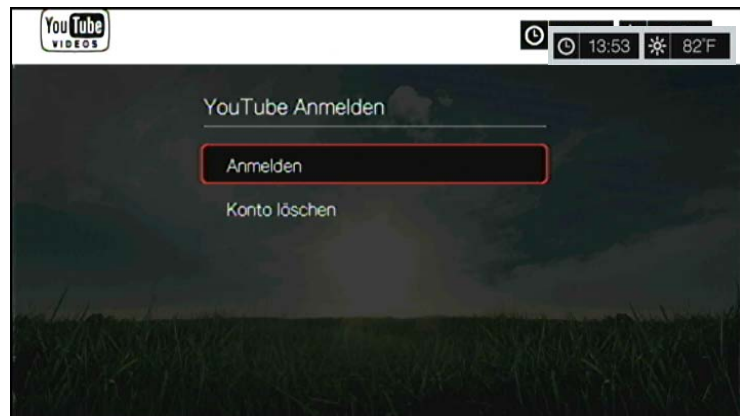 You Tube
VIDEOS
13:53 82°F
YouTube Anmelden
Anmelden
Konto löschen